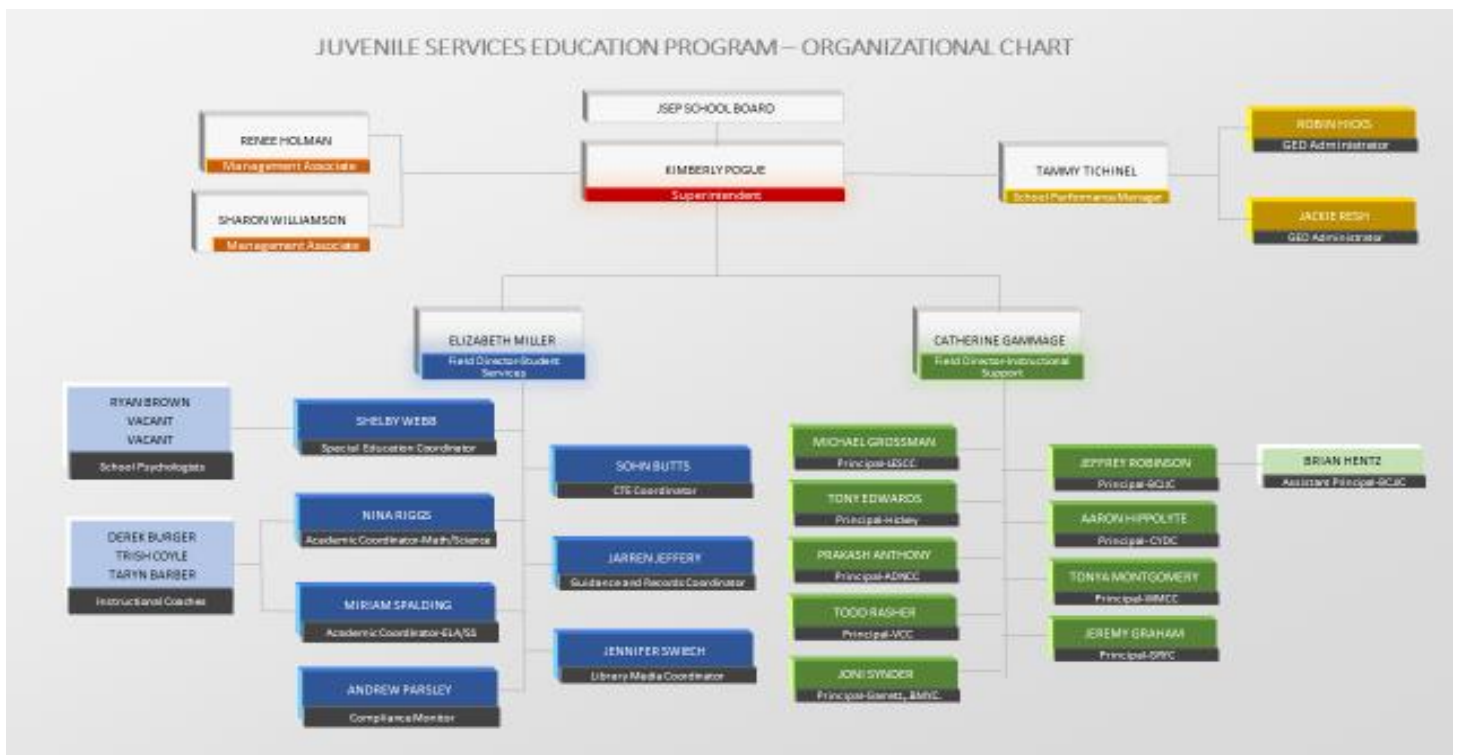 JUVENILE SERVICES EDUCATION PROGRAM – ORGANIZATIONAL CHART
JSEP SCHOOL BOARD
KIMBERLY POGUE
Superintendent
RENEE HOLMAN
Management Associate
SHARON WILLIAMSON
Management Associate
TAMMY TICHINEL
School Performance Manager
ROBIN HICKS
GED Administrator
JACKIE RESH
GED Administrator
ELIZABETH MILLER
Field Director-Student
Services
CATHERINE GAMMAGE
Field Director-Instructional
Support
RYAN BROWN
VACANT
VACANT
School Psychologists
SHELBY WEBB
Special Education Coordinator
SOHN BUTTS
CTE Coordinator
DEREK BURGER
TRISH COYLE
TARYN BARBER
Instructional Coaches
NINA RIGGS
Academic Coordinator-Math/Science
JARREN JEFFERY
Guidance and Records Coordinator
MIRIAM SPALDING
Academic Coordinator-ELA/SS
JENNIFER SWIECH
Library Media Coordinator
ANDREW PARSLEY
Compliance Monitor
MICHAEL GROSSMAN
Principal-LESCC
TONY EDWARDS
Principal-Hickey
PRAKASH ANTHONY
Principal-ADNCC
TODD RASHER
Principal-VCC
JONI SYNDER
Principal-Garrett, BMYC.
JEFFREY ROBINSON
Principal-BCJJC
BRIAN HENTZ
Assistant Principal-BCJJC
AARON HIPPOLYTE
Principal-CYDC
TONYA MONTGOMERY
Principal-WMCC
JEREMY GRAHAM